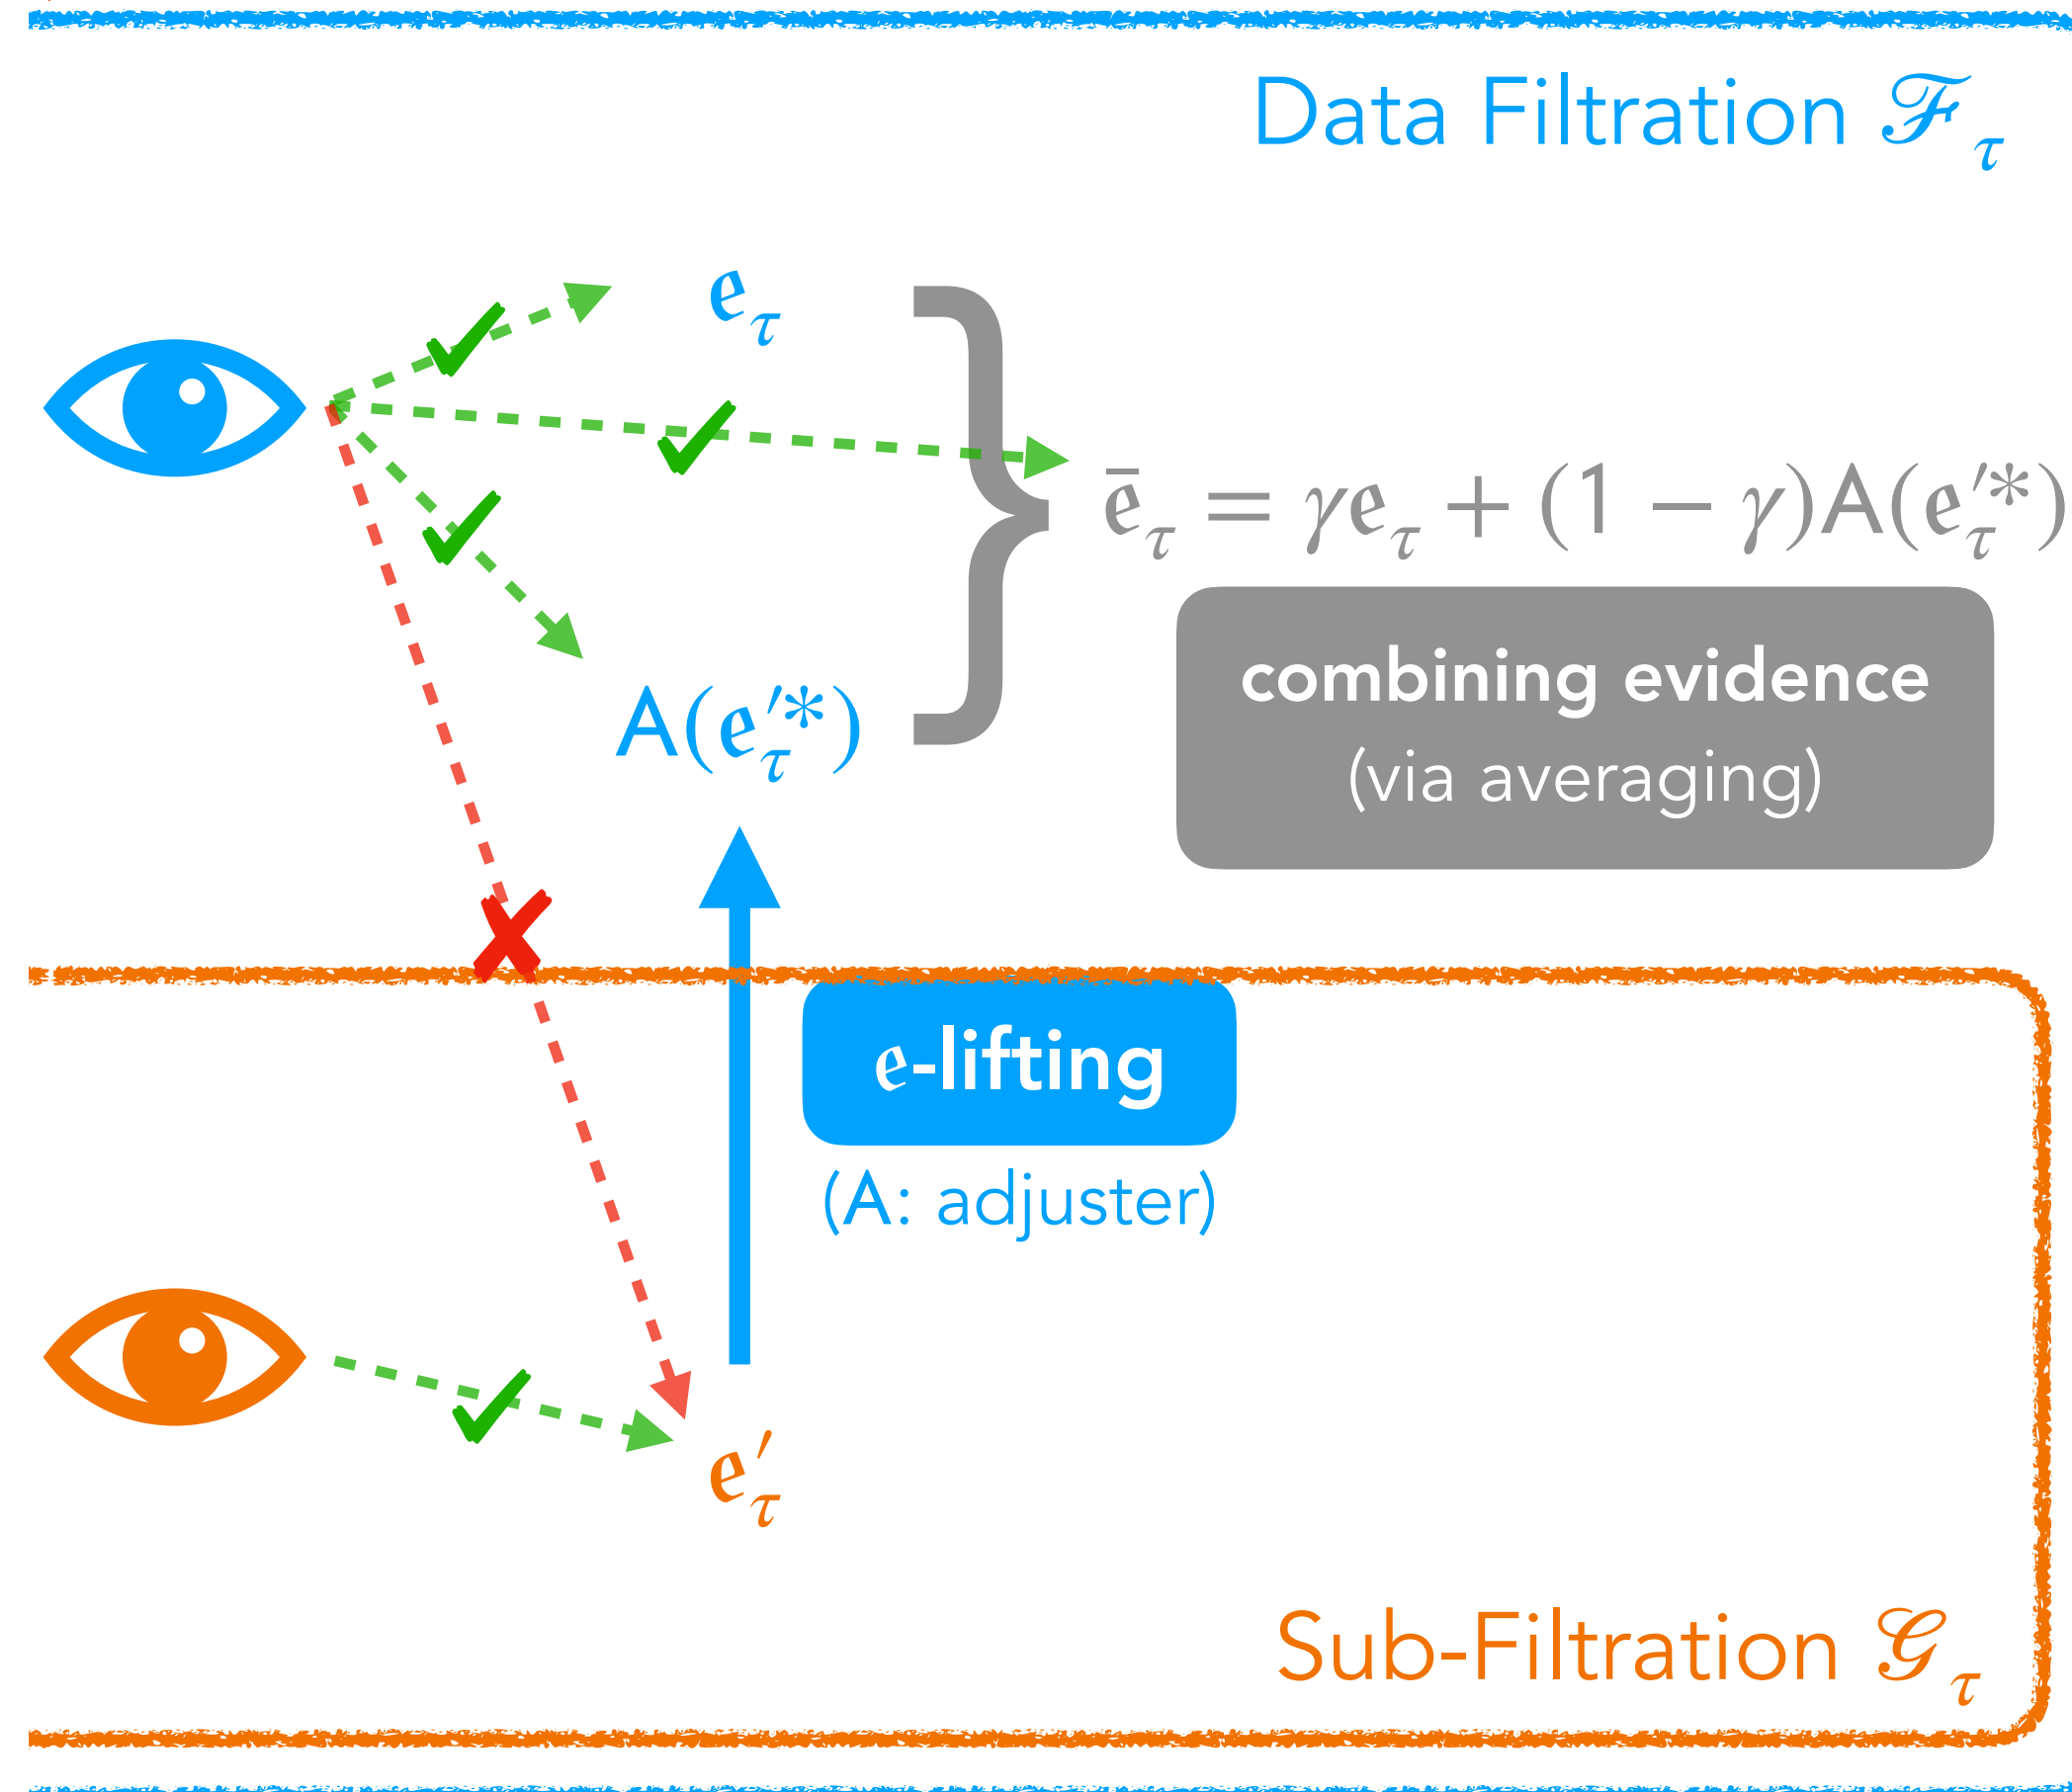 Data Filtration ℱ_τ
𝔢_τ
ē_τ = γ𝔢_τ + (1 − γ)A(𝔢′*_τ)
combining evidence
(via averaging)
A(𝔢′*_τ)
𝔢-lifting
(A: adjuster)
𝔢′_τ
Sub-Filtration 𝒢_τ